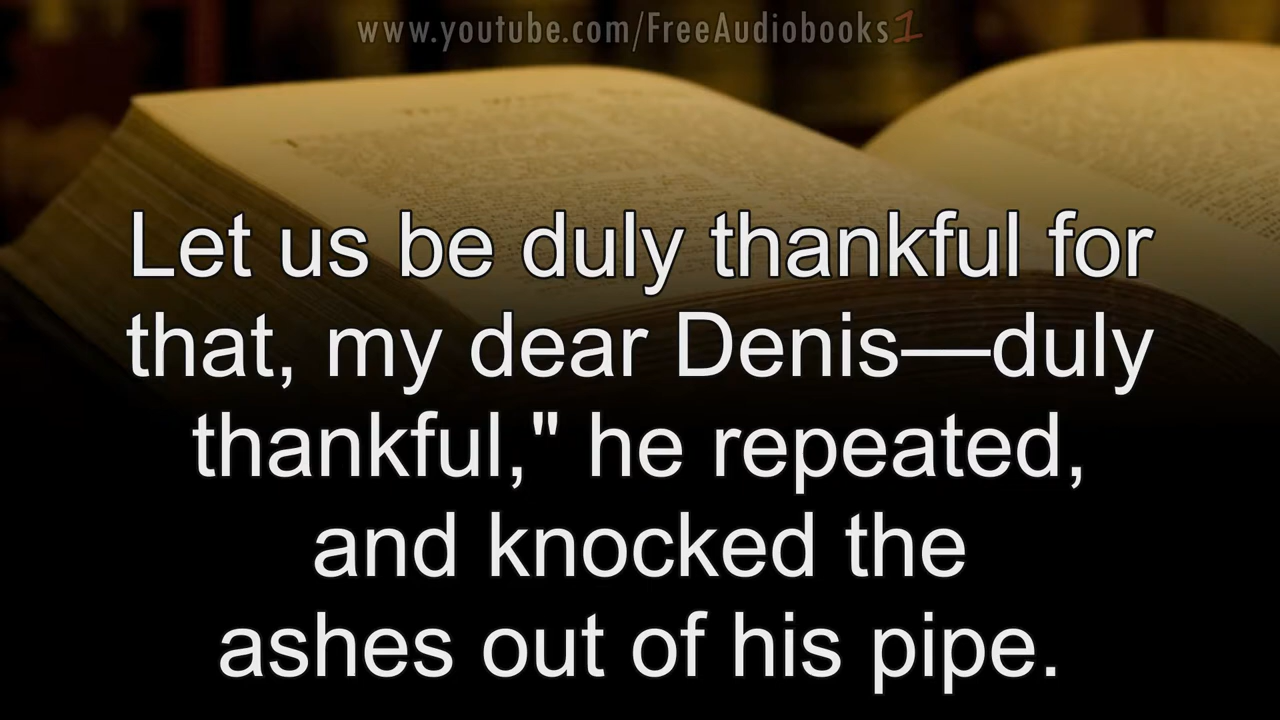 www.youtube.com/FreeAudiobooks1
Let us be duly thankful for
that, my dear Denis—duly
thankful," he repeated,
and knocked the
ashes out of his pipe.